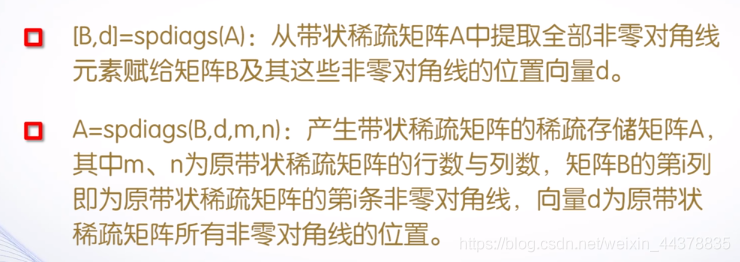 [B,d]=spdiags(A)：从带状稀疏矩阵A中提取全部非零对角线
元素赋给矩阵B及其这些非零对角线的位置向量d。
A=spdiags(B,d,m,n)：产生带状稀疏矩阵的稀疏存储矩阵A，
其中m、n为原带状稀疏矩阵的行数与列数，矩阵B的第i列
即为原带状稀疏矩阵的第i条非零对角线，向量d为原带状
稀疏矩阵所有非零对角线的位置。
https://blog.csdn.net/weixin_44378835